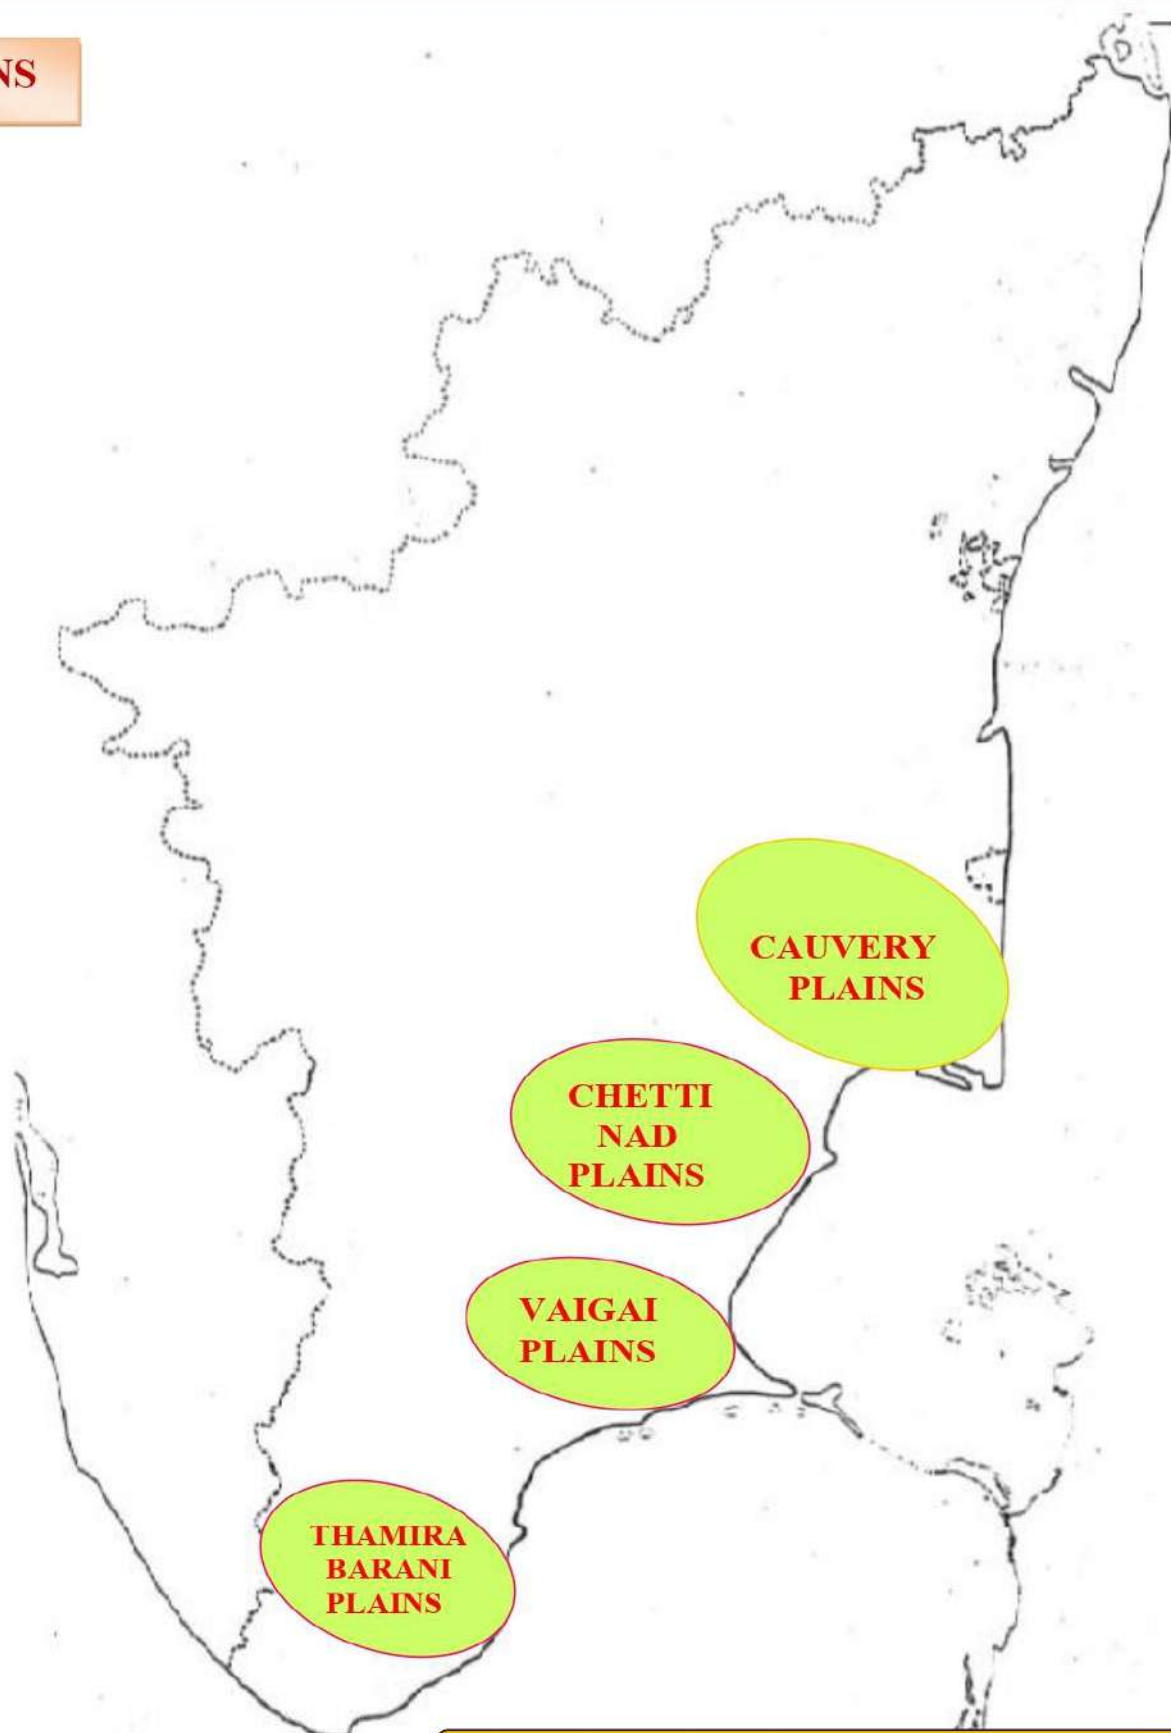 NS
CAUVERY
PLAINS
CHETTI
NAD
PLAINS
VAIGAI
PLAINS
THAMIRA
BARANI
PLAINS